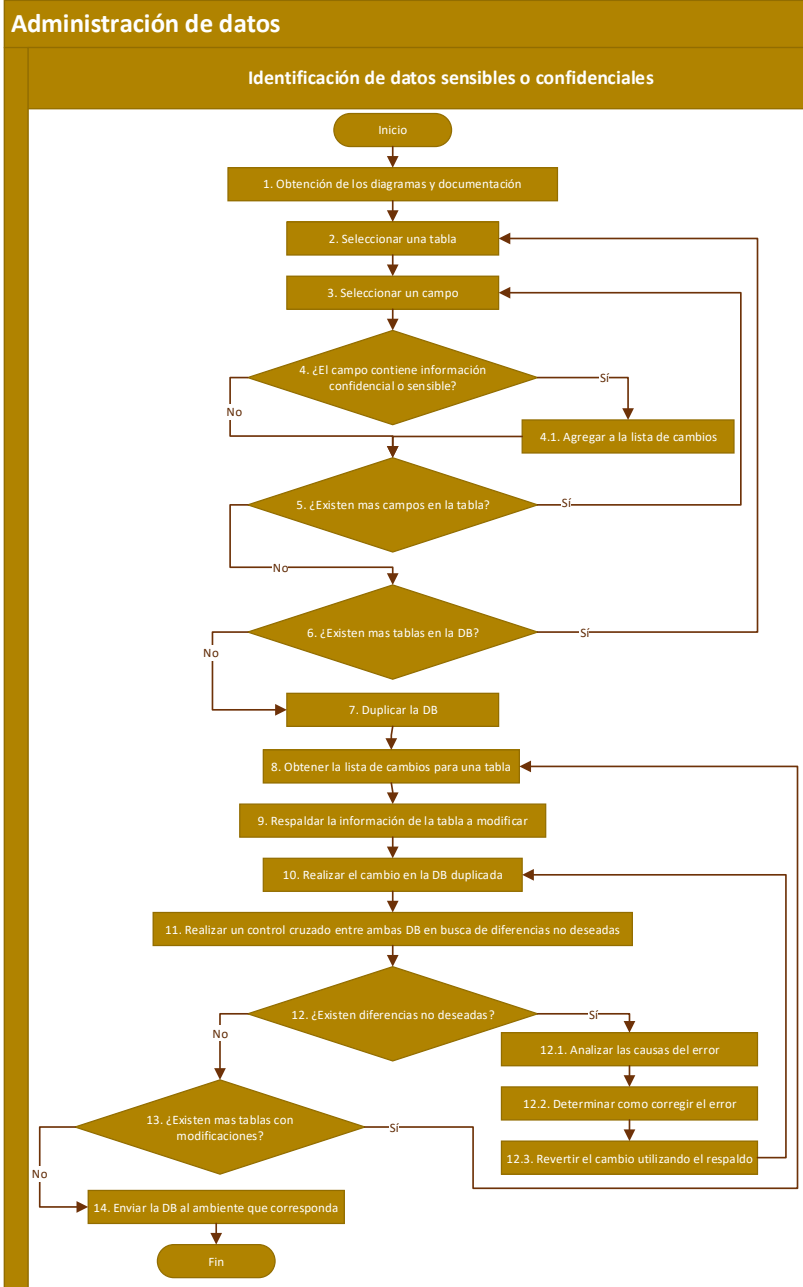 Administración de datos
Identificación de datos sensibles o confidenciales
Inicio
1. Obtención de los diagramas y documentación
2. Seleccionar una tabla
3. Seleccionar un campo
4. ¿El campo contiene información
confidencial o sensible?
Sí
No
4.1. Agregar a la lista de cambios
5. ¿Existen mas campos en la tabla?
Sí
No
6. ¿Existen mas tablas en la DB?
Sí
No
7. Duplicar la DB
8. Obtener la lista de cambios para una tabla
9. Respaldar la información de la tabla a modificar
10. Realizar el cambio en la DB duplicada
11. Realizar un control cruzado entre ambas DB en busca de diferencias no deseadas
12. ¿Existen diferencias no deseadas?
Sí
No
12.1. Analizar las causas del error
12.2. Determinar como corregir el error
12.3. Revertir el cambio utilizando el respaldo
13. ¿Existen mas tablas con
modificaciones?
Sí
No
14. Enviar la DB al ambiente que corresponda
Fin